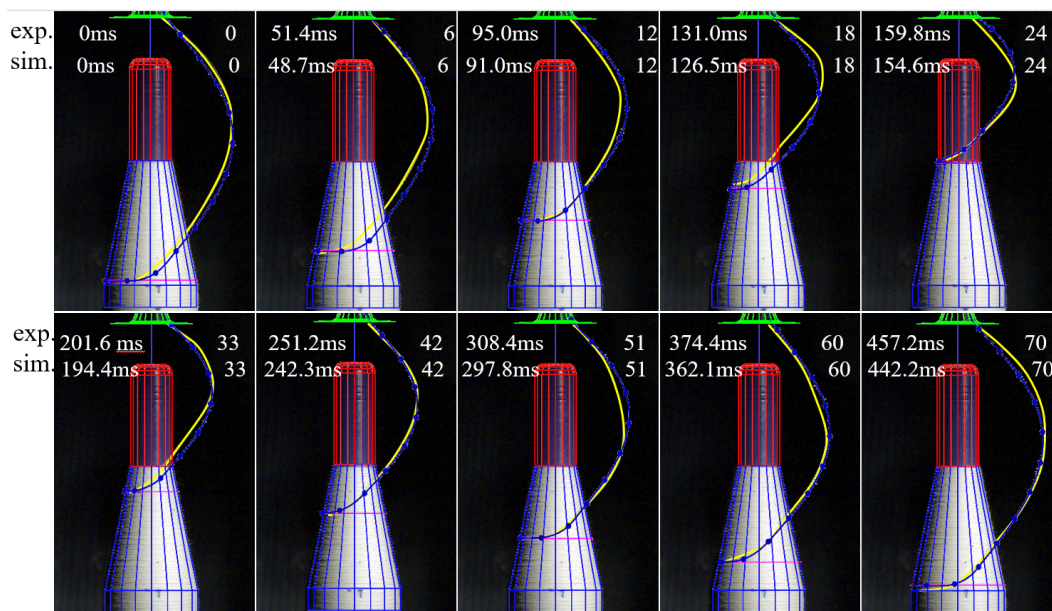 exp. 0ms 0 51.4ms 6 95.0ms 12 131.0ms 18 159.8ms 24
sim. 0ms 0 48.7ms 6 91.0ms 12 126.5ms 18 154.6ms 24
exp. 201.6 ms 33 251.2ms 42 308.4ms 51 374.4ms 60 457.2ms 70
sim. 194.4ms 33 242.3ms 42 297.8ms 51 362.1ms 60 442.2ms 70